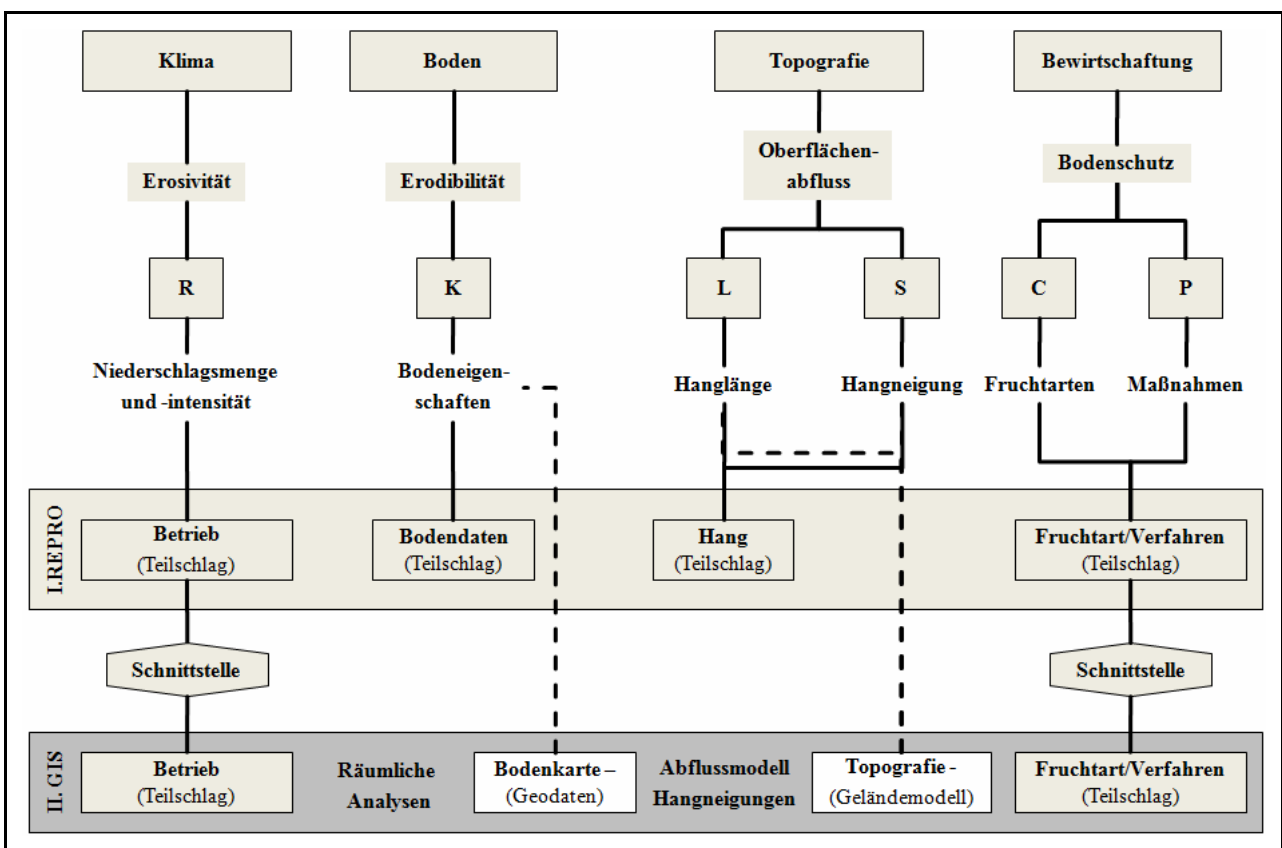 Klima
Boden
Topografie
Bewirtschaftung
Erosivität
Erodibilität
Oberflächen-
abfluss
Bodenschutz
R
K
L
S
C
P
Niederschlagsmenge
und -intensität
Bodeneigen-
schaften
Hanglänge
Hangneigung
Fruchtarten
Maßnahmen
I.REPRO
Betrieb
(Teilschlag)
Bodendaten
(Teilschlag)
Hang
(Teilschlag)
Fruchtart/Verfahren
(Teilschlag)
Schnittstelle
Schnittstelle
II. GIS
Betrieb
(Teilschlag)
Räumliche
Analysen
Bodenkarte –
(Geodaten)
Abflussmodell
Hangneigungen
Topografie -
(Geländemodell)
Fruchtart/Verfahren
(Teilschlag)